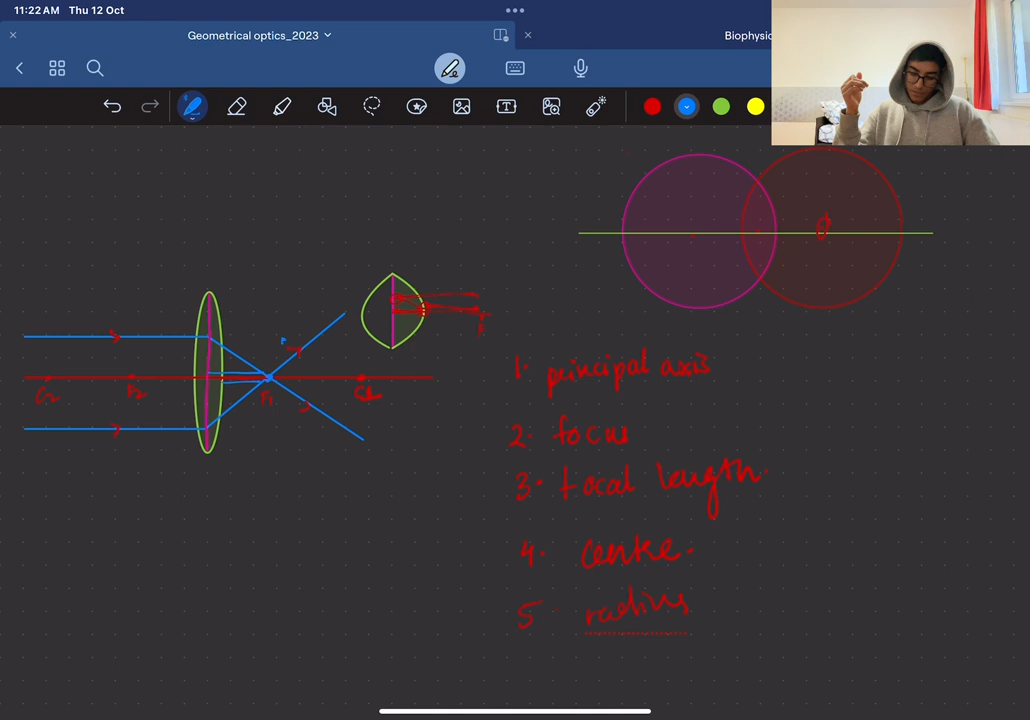 11:22 AM Thu 12 Oct
Geometrical optics_2023
Biophysic
C2
F2
F1
1. principal axis
2. focus
3. focal length.
4. centre.
5. radius